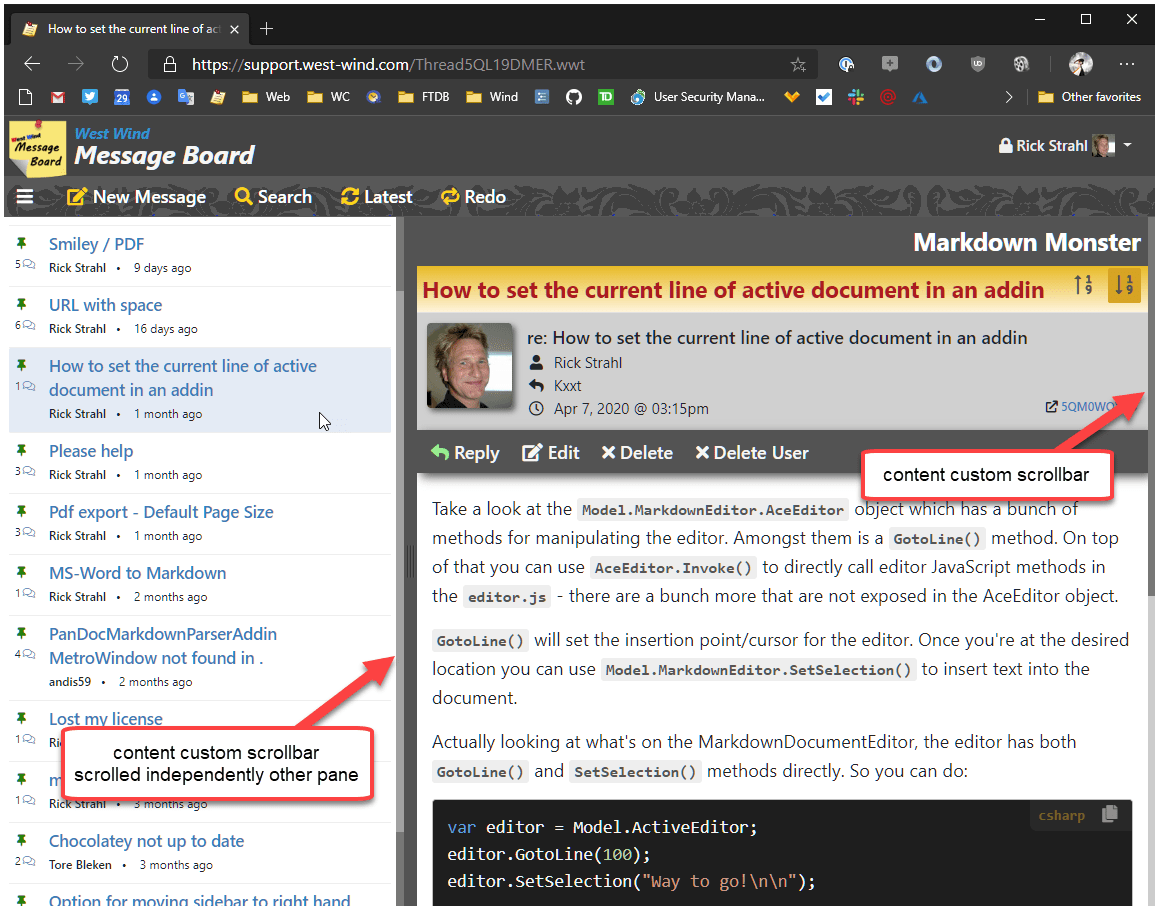 How to set the current line of ac
https://support.west-wind.com/Thread5QL19DMER.wwt
29
UD
Web
WC
FTDB
Wind
TD
User Security Mana...
Other favorites
West Wind
Message
Board
West Wind
Message Board
Rick Strahl
New Message
Search
Latest
Redo
Smiley / PDF
5
Rick Strahl • 9 days ago
URL with space
6
Rick Strahl • 16 days ago
How to set the current line of active
document in an addin
1
Rick Strahl • 1 month ago
Please help
3
Rick Strahl • 1 month ago
Pdf export - Default Page Size
3
Rick Strahl • 1 month ago
MS-Word to Markdown
1
Rick Strahl • 2 months ago
PanDocMarkdownParserAddin
MetroWindow not found in .
4
andis59 • 2 months ago
Lost my license
1
content custom scrollbar
scrolled independently other pane
1
Rick Strahl • 3 months ago
Chocolatey not up to date
2
Tore Bleken • 3 months ago
Option for moving sidebar to right hand
Markdown Monster
How to set the current line of active document in an addin
1
9
1
9
re: How to set the current line of active document in an addin
Rick Strahl
Kxxt
Apr 7, 2020 @ 03:15pm
5QM0WO
content custom scrollbar
Reply
Edit
Delete
Delete User
Take a look at the Model.MarkdownEditor.AceEditor object which has a bunch of
methods for manipulating the editor. Amongst them is a GotoLine() method. On top
of that you can use AceEditor.Invoke() to directly call editor JavaScript methods in
the editor.js - there are a bunch more that are not exposed in the AceEditor object.
GotoLine() will set the insertion point/cursor for the editor. Once you're at the desired
location you can use Model.MarkdownEditor.SetSelection() to insert text into the
document.
Actually looking at what's on the MarkdownDocumentEditor, the editor has both
GotoLine() and SetSelection() methods directly. So you can do:
csharp
var editor = Model.ActiveEditor;
editor.GotoLine(100);
editor.SetSelection("Way to go!\n\n");